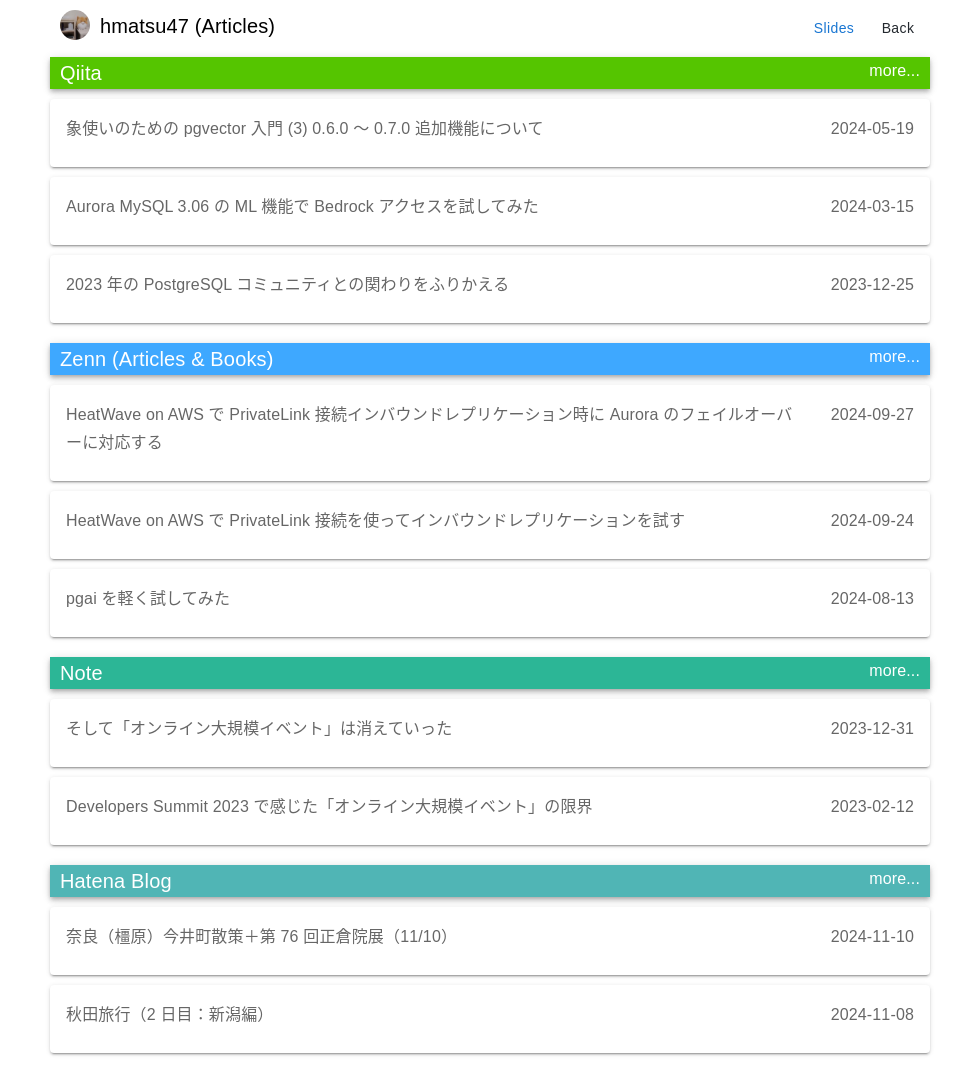 hmatsu47 (Articles)
Slides
Back
Qiita
more...
象使いのための pgvector 入門 (3) 0.6.0 〜 0.7.0 追加機能について
2024-05-19
Aurora MySQL 3.06 の ML 機能で Bedrock アクセスを試してみた
2024-03-15
2023 年の PostgreSQL コミュニティとの関わりをふりかえる
2023-12-25
Zenn (Articles & Books)
more...
HeatWave on AWS で PrivateLink 接続インバウンドレプリケーション時に Aurora のフェイルオーバ
ーに対応する
2024-09-27
HeatWave on AWS で PrivateLink 接続を使ってインバウンドレプリケーションを試す
2024-09-24
pgai を軽く試してみた
2024-08-13
Note
more...
そして「オンライン大規模イベント」は消えていった
2023-12-31
Developers Summit 2023 で感じた「オンライン大規模イベント」の限界
2023-02-12
Hatena Blog
more...
奈良（橿原）今井町散策＋第 76 回正倉院展（11/10）
2024-11-10
秋田旅行（2 日目：新潟編）
2024-11-08